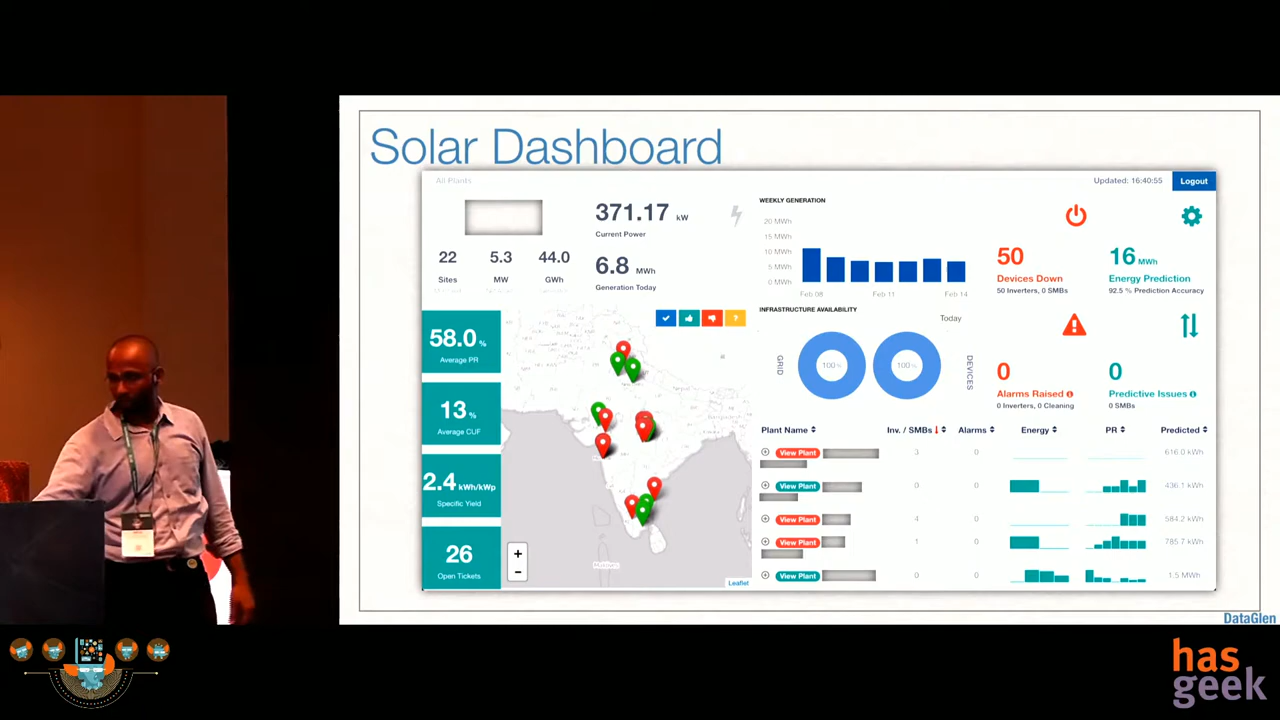 Solar Dashboard
All Plants
Updated: 16:40:55
Logout
371.17 kW
Current Power
6.8 MWh
Generation Today
22
Sites
5.3
MW
44.0
GWh
58.0 %
Average PR
13 %
Average CUF
2.4 kWh/kWp
Specific Yield
26
Open Tickets
+
−
Leaflet
WEEKLY GENERATION
20 MWh
15 MWh
10 MWh
5 MWh
0 MWh
Feb 08
Feb 11
Feb 14
INFRASTRUCTURE AVAILABILITY
Today
GRID
100%
100%
DEVICES
50
Devices Down
50 Inverters, 0 SMBs
16 MWh
Energy Prediction
92.5 % Prediction Accuracy
0
Alarms Raised
0 Inverters, 0 Cleaning
0
Predictive Issues
0 SMBs
Plant Name Inv. / SMBs Alarms Energy PR Predicted
View Plant 3 0 616.0 kWh
View Plant 0 0 436.1 kWh
View Plant 4 0 584.2 kWh
View Plant 1 0 785.7 kWh
View Plant 0 0 1.5 MWh
DataGlen
has
geek